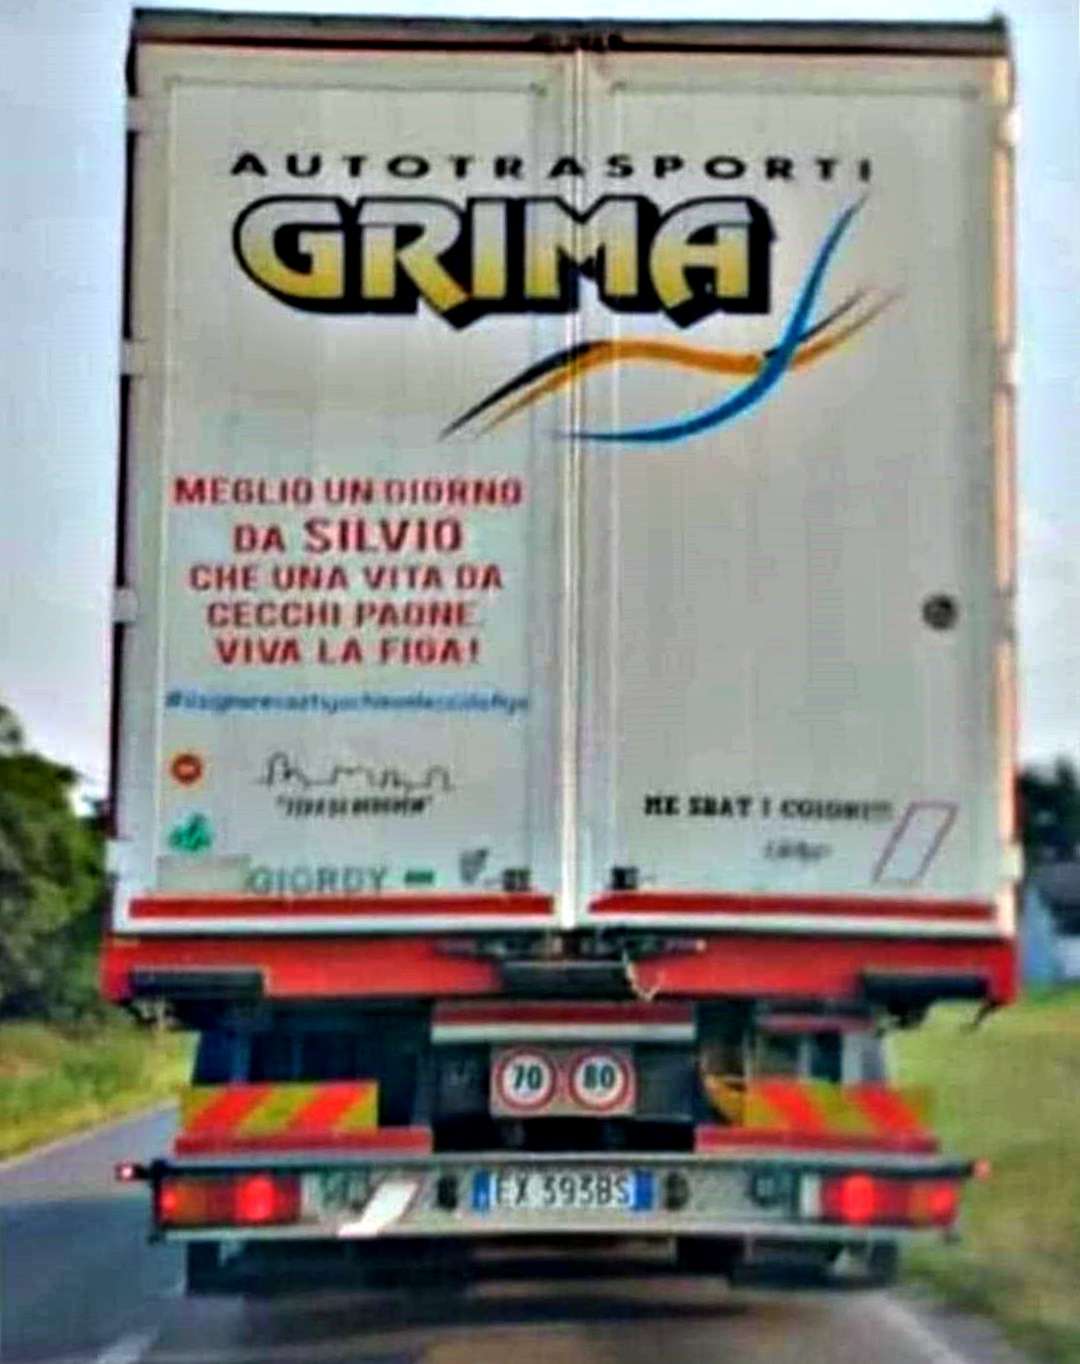 AUTOTRASPORTI
GRIMA
MEGLIO UN GIORNO
DA SILVIO
CHE UNA VITA DA
CECCHI PAONE.
VIVA LA FIGA!
ME SBAT I COIONI!!!
GIORDY
70 80
EX 393BS